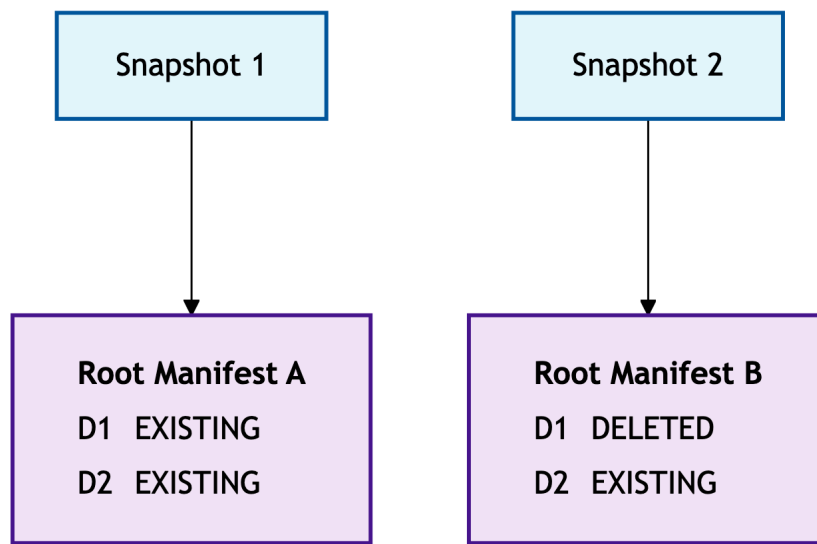 Snapshot 1
Snapshot 2
Root Manifest A
D1 EXISTING
D2 EXISTING
Root Manifest B
D1 DELETED
D2 EXISTING